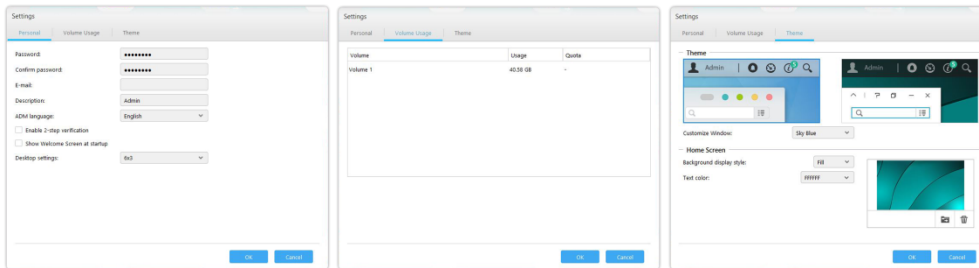 Settings
Personal Volume Usage Theme
Password:
Confirm password:
E-mail:
Description: Admin
ADM language: English
Enable 2-step verification
Show Welcome Screen at startup
Desktop settings: 6x3
OK Cancel
Settings
Personal Volume Usage Theme
Volume Usage Quota
Volume 1 40.58 GB -
OK Cancel
Settings
Personal Volume Usage Theme
Theme
Admin 5 Admin 5
Customize Window: Sky Blue
Home Screen
Background display style: Fill
Text color: FFFFFF
OK Cancel